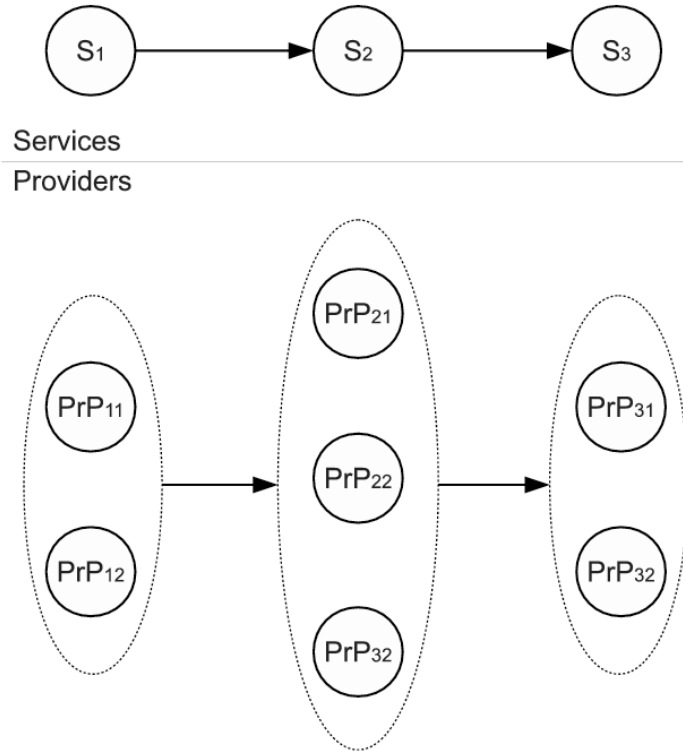 S1 S2 S3
Services
Providers
PrP21
PrP11 PrP31
PrP22
PrP12 PrP32
PrP32